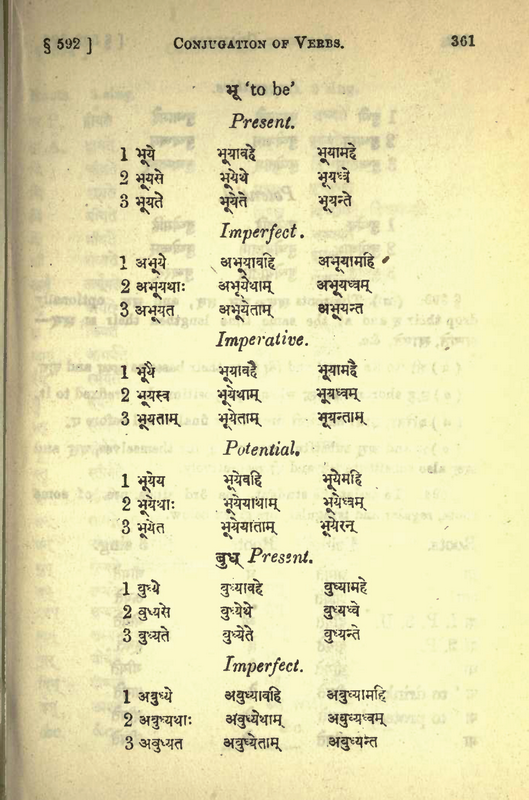 § 592 ] CONJUGATION OF VERBS. 361
भू ‘to be’
Present.
1 भूये भूयावहे भूयामहे
2 भूयसे भूयेथे भूयध्वे
3 भूयते भूयेते भूयन्ते
Imperfect.
1 अभूये अभूयावहि अभूयामहि
2 अभूयथाः अभूयेथाम् अभूयध्वम्
3 अभूयत अभूयेताम् अभूयन्त
Imperative.
1 भूयै भूयावहै भूयामहै
2 भूयस्व भूयेथाम् भूयध्वम्
3 भूयताम् भूयेताम् भूयन्ताम्
Potential.
1 भूयेय भूयेवहि भूयेमहि
2 भूयेथाः भूयेयाथाम् भूयेध्वम्
3 भूयेत भूयेयाताम् भूयेरन्
बुध् Present.
1 बुध्ये बुध्यावहे बुध्यामहे
2 बुध्यसे बुध्येथे बुध्यध्वे
3 बुध्यते बुध्येते बुध्यन्ते
Imperfect.
1 अबुध्ये अबुध्यावहि अबुध्यामहि
2 अबुध्यथाः अबुध्येथाम् अबुध्यध्वम्
3 अबुध्यत अबुध्येताम् अबुध्यन्त